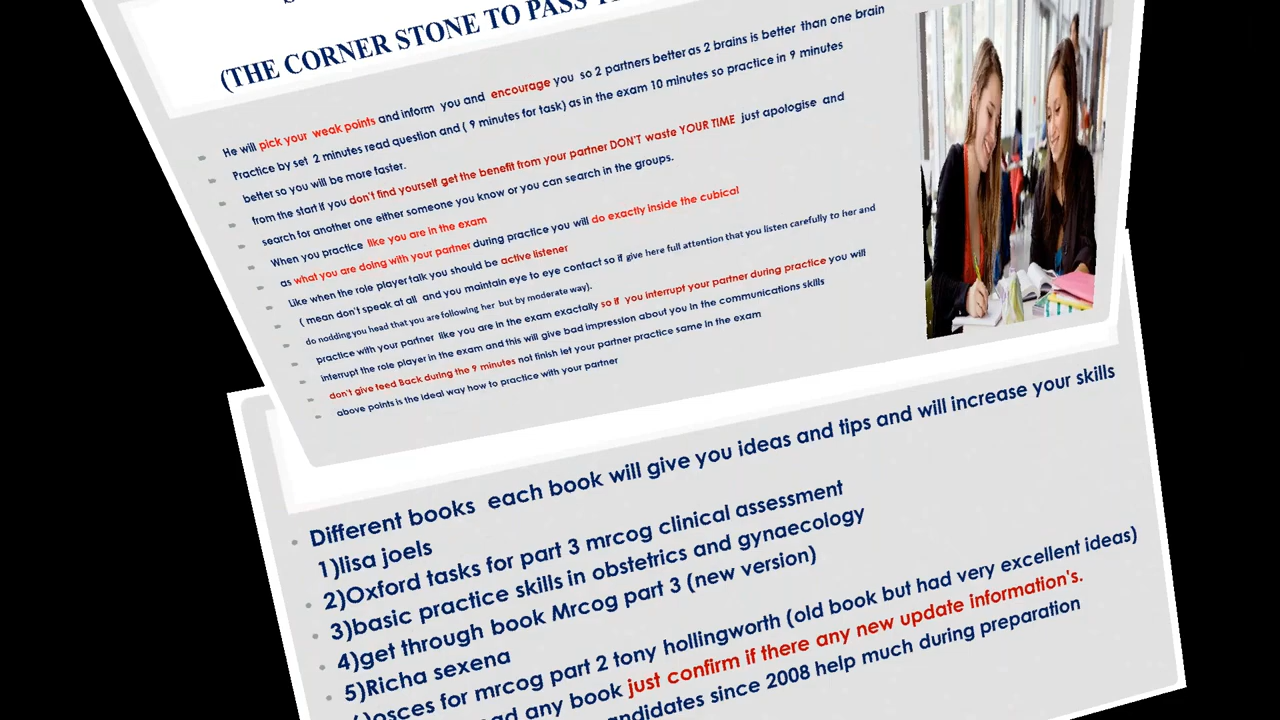 (THE CORNER STONE TO PASS
He will pick your weak points and inform you and encourage you so 2 partners better as 2 brains is better than one brain
Practice by set 2 minutes read question and ( 9 minutes for task) as in the exam 10 minutes so practice in 9 minutes
better so you will be more faster.
from the start if you don't find yourself get the benefit from your partner DON'T waste YOUR TIME just apologise and
search for another one either someone you know or you can search in the groups.
When you practice like you are in the exam
as what you are doing with your partner during practice you will do exactly inside the cubical
Like when the role player talk you should be active listener
( mean don't speak at all and you maintain eye to eye contact so if give here full attention that you listen carefully to her and
do nodding you head that you are following her but by moderate way).
practice with your partner like you are in the exam exactally so if you interrupt your partner during practice you will
interrupt the role player in the exam and this will give bad impression about you in the communications skills
don't give feed Back during the 9 minutes not finish let your partner practice same in the exam
above points is the ideal way how to practice with your partner
Different books each book will give you ideas and tips and will increase your skills
1)lisa joels
2)Oxford tasks for part 3 mrcog clinical assessment
3)basic practice skills in obstetrics and gynaecology
4)get through book Mrcog part 3 (new version)
5)Richa sexena
6)osces for mrcog part 2 tony hollingworth (old book but had very excellent ideas)
any book just confirm if there any new update information's.
since 2008 help much during preparation